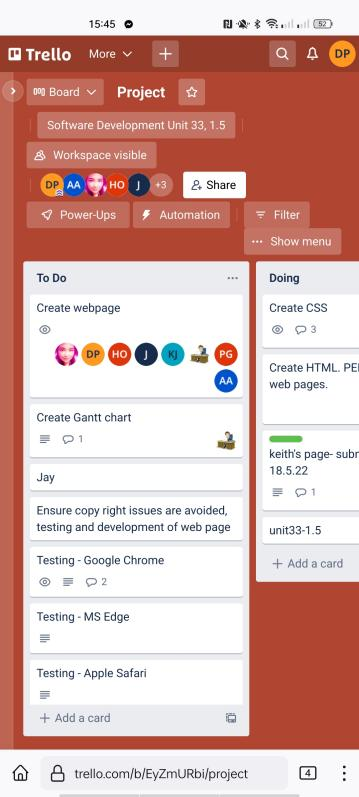 15:45
52
Trello
More
DP
Board
Project
Software Development Unit 33, 1.5
Workspace visible
DP AA HO J +3
Share
Power-Ups
Automation
Filter
Show menu
To Do
Create webpage
DP HO J KJ PG
AA
Create Gantt chart
1
Jay
Ensure copy right issues are avoided,
testing and development of web page
Testing - Google Chrome
2
Testing - MS Edge
Testing - Apple Safari
+ Add a card
Doing
Create CSS
3
Create HTML. PE
web pages.
keith's page- subr
18.5.22
1
unit33-1.5
+ Add a card
trello.com/b/EyZmURbi/project
4